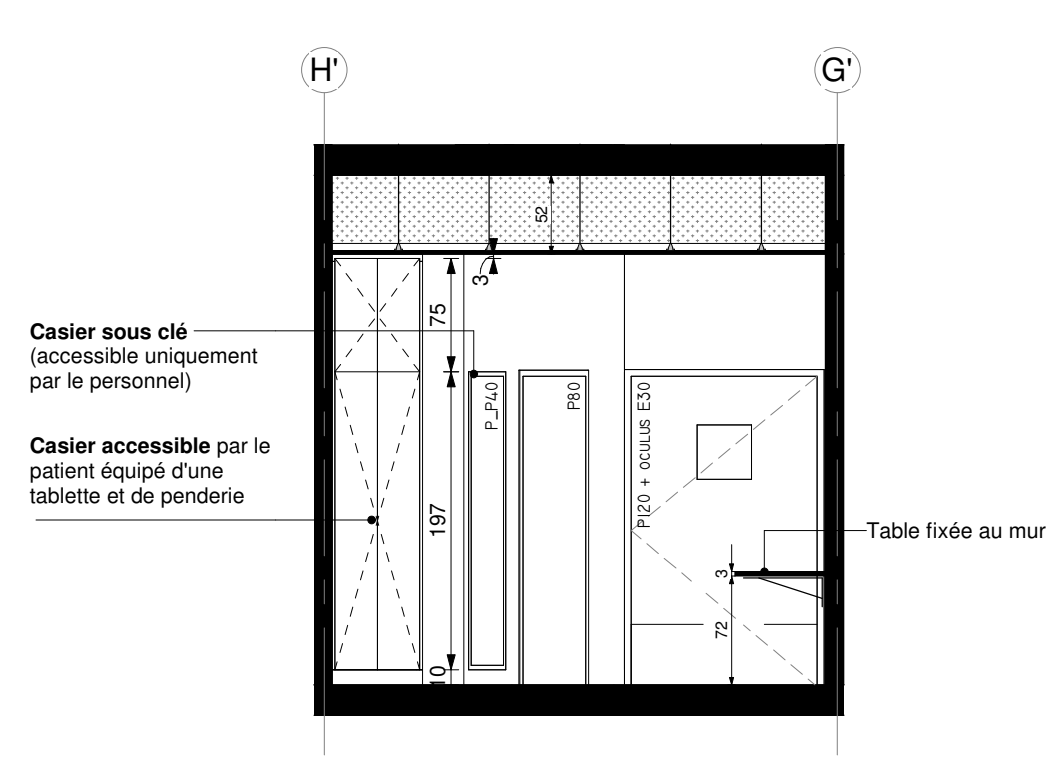 H'
G'
52
3
75
Casier sous clé
(accessible uniquement
par le personnel)
P_P40
P80
P120 + OCULUS E30
Casier accessible par le
patient équipé d'une
tablette et de penderie
197
Table fixée au mur
3
72
10